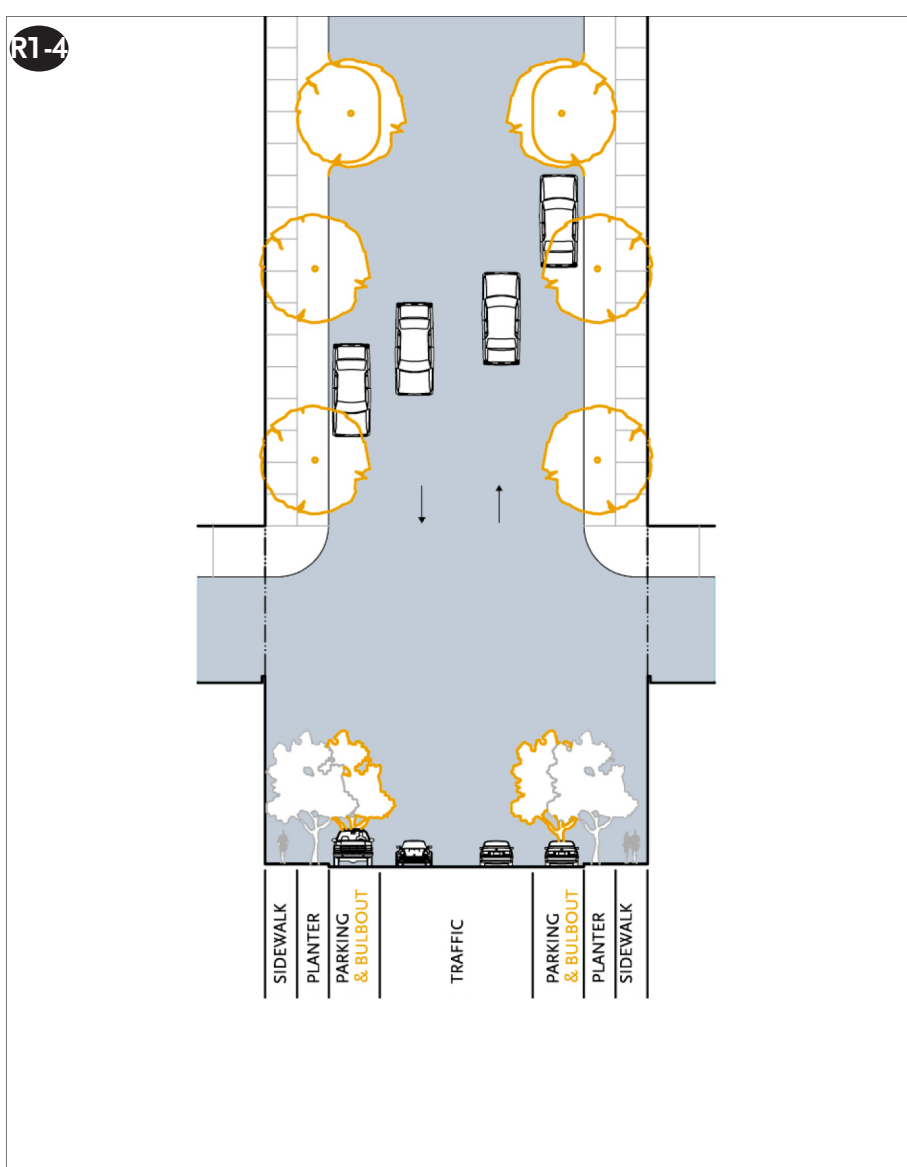 R1-4
SIDEWALK
PLANTER
PARKING
& BULBOUT
TRAFFIC
PARKING
& BULBOUT
PLANTER
SIDEWALK